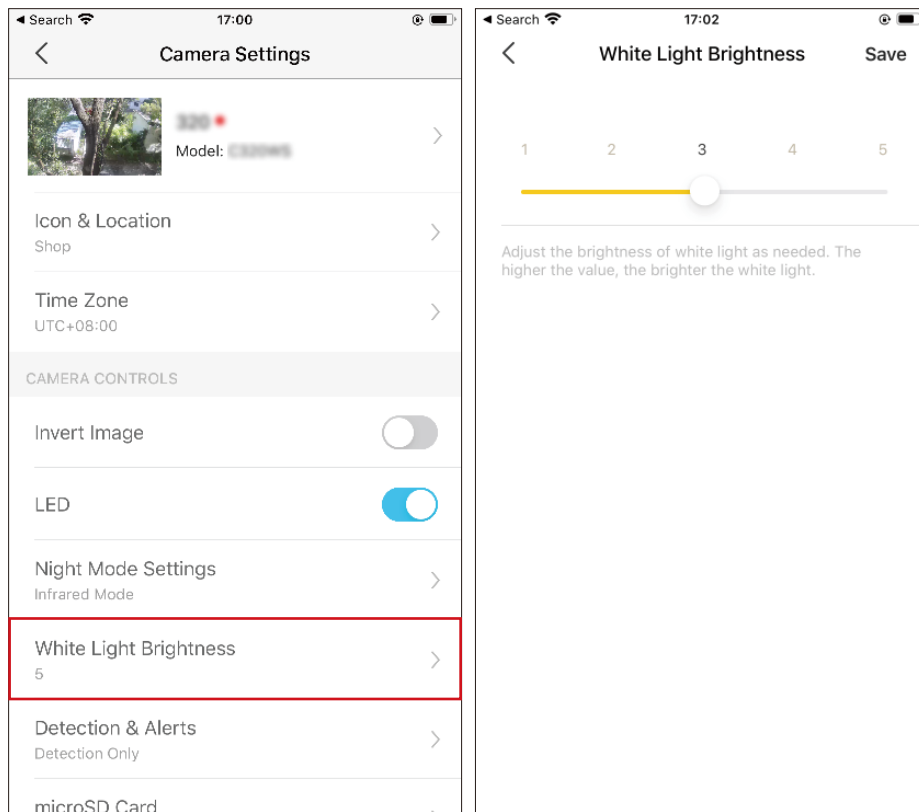 Search
17:00
Camera Settings
Model:
Icon & Location
Shop
Time Zone
UTC+08:00
CAMERA CONTROLS
Invert Image
LED
Night Mode Settings
Infrared Mode
White Light Brightness
5
Detection & Alerts
Detection Only
microSD Card
Search
17:02
White Light Brightness Save
1 2 3 4 5
Adjust the brightness of white light as needed. The
higher the value, the brighter the white light.